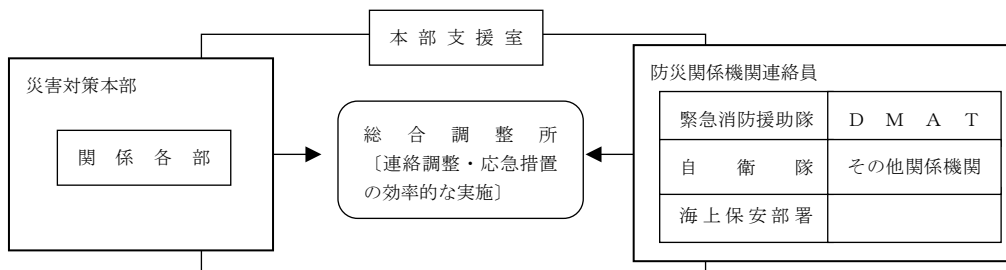 本部支援室
災害対策本部
関係各部
総合調整所
〔連絡調整・応急措置
の効率的な実施〕
防災関係機関連絡員
緊急消防援助隊 DMAT
自衛隊 その他関係機関
海上保安部署